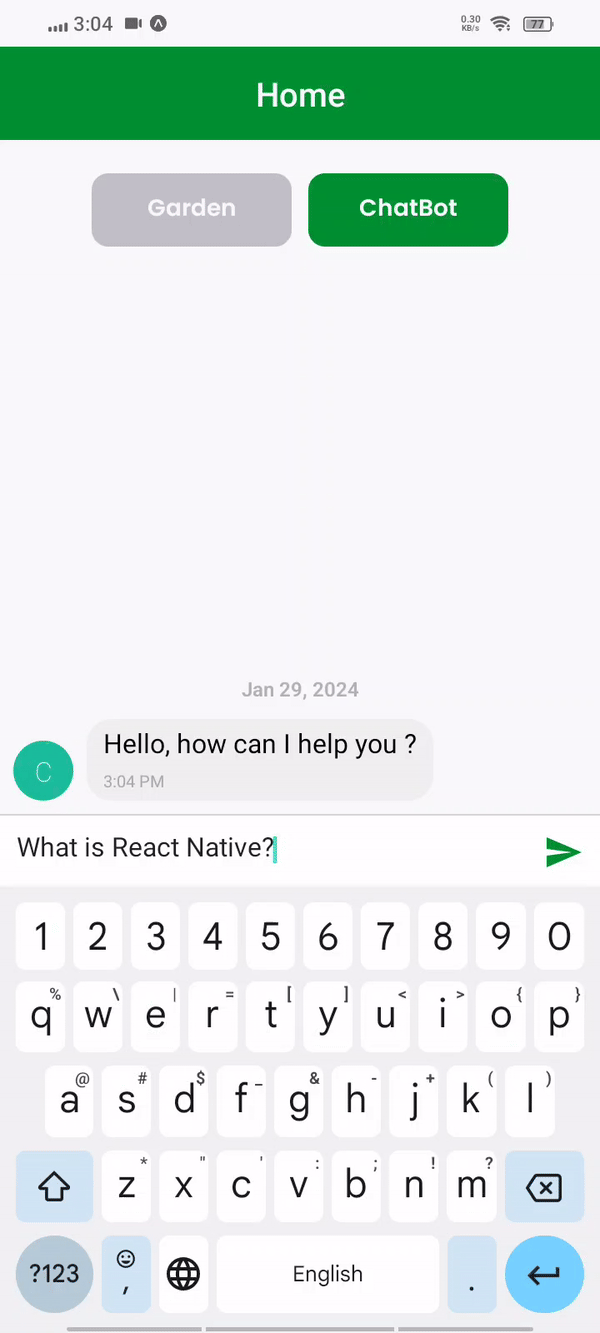 3:04 0.30 KB/s 77
Home
Garden ChatBot
Jan 29, 2024
C Hello, how can I help you ?
3:04 PM
What is React Native?
1 2 3 4 5 6 7 8 9 0
% \ | = [ ] < > { }
q w e r t y u i o p
@ # $ _ & - + ( )
a s d f g h j k l
* " ' : ; ! ?
z x c v b n m
?123 , English .